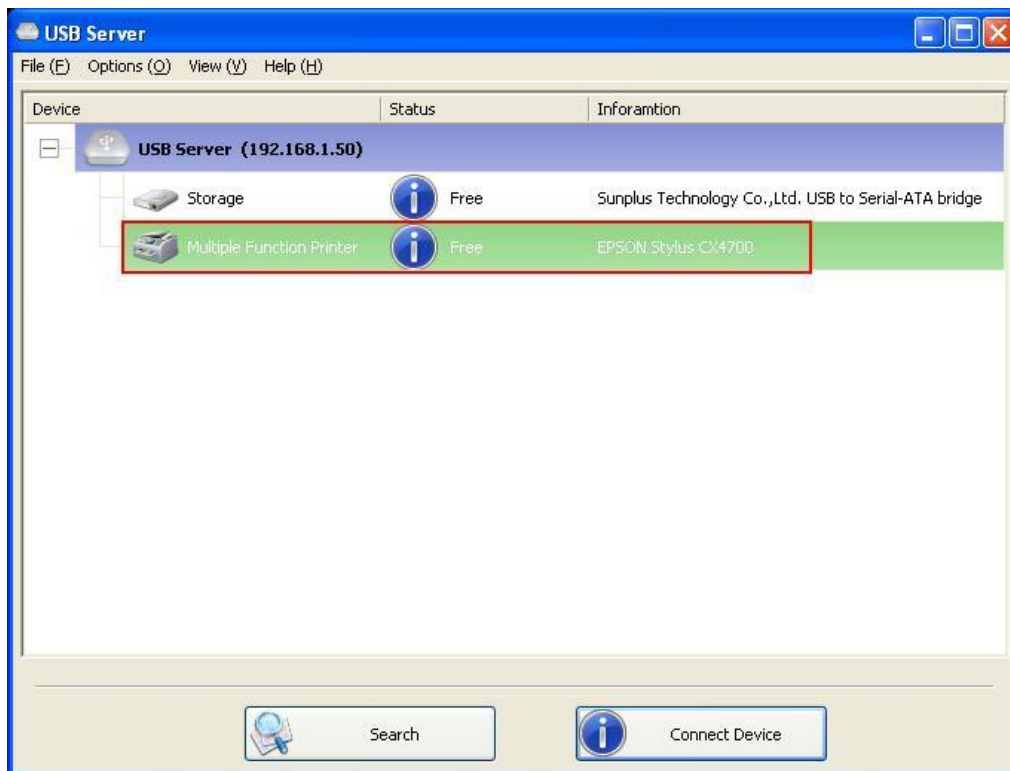 USB Server
File (F) Options (O) View (V) Help (H)
Device Status Inforamtion
USB Server (192.168.1.50)
Storage Free Sunplus Technology Co.,Ltd. USB to Serial-ATA bridge
Multiple Function Printer Free EPSON Stylus CX4700
Search Connect Device